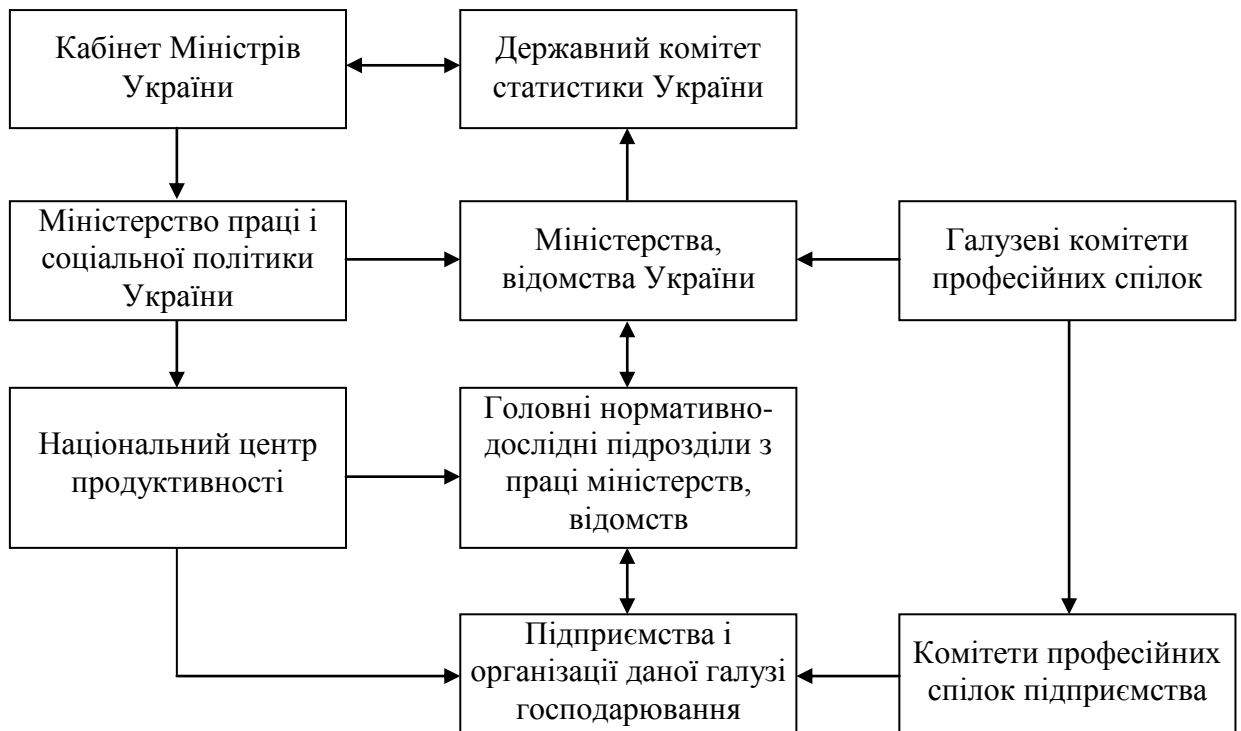 Кабінет Міністрів
України
Державний комітет
статистики України
Міністерство праці і
соціальної політики
України
Міністерства,
відомства України
Галузеві комітети
професійних спілок
Національний центр
продуктивності
Головні нормативно-
дослідні підрозділи з
праці міністерств,
відомств
Підприємства і
організації даної галузі
господарювання
Комітети професійних
спілок підприємства